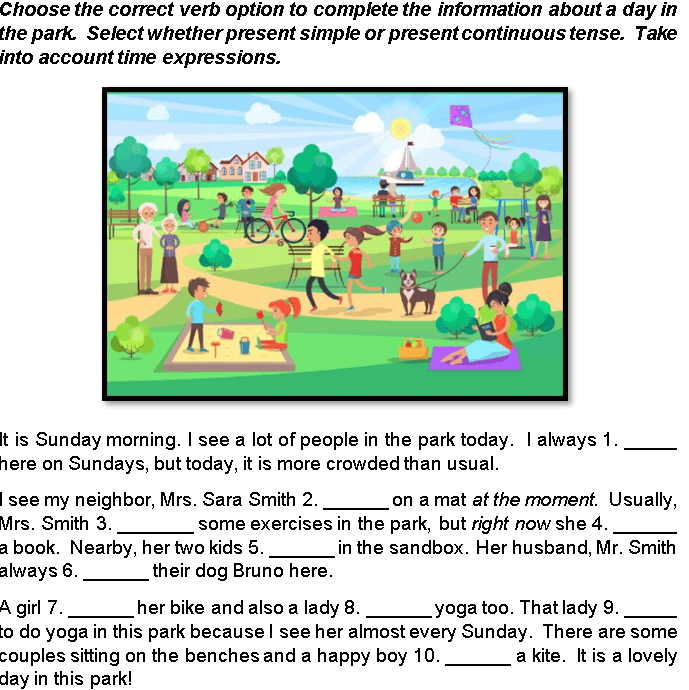 Choose the correct verb option to complete the information about a day in
the park. Select whether present simple or present continuous tense. Take
into account time expressions.
It is Sunday morning. I see a lot of people in the park today. I always 1. _____
here on Sundays, but today, it is more crowded than usual.
I see my neighbor, Mrs. Sara Smith 2. ______ on a mat at the moment. Usually,
Mrs. Smith 3. _______ some exercises in the park, but right now she 4. ______
a book. Nearby, her two kids 5. ______ in the sandbox. Her husband, Mr. Smith
always 6. ______ their dog Bruno here.
A girl 7. ______ her bike and also a lady 8. ______ yoga too. That lady 9. _____
to do yoga in this park because I see her almost every Sunday. There are some
couples sitting on the benches and a happy boy 10. ______ a kite. It is a lovely
day in this park!